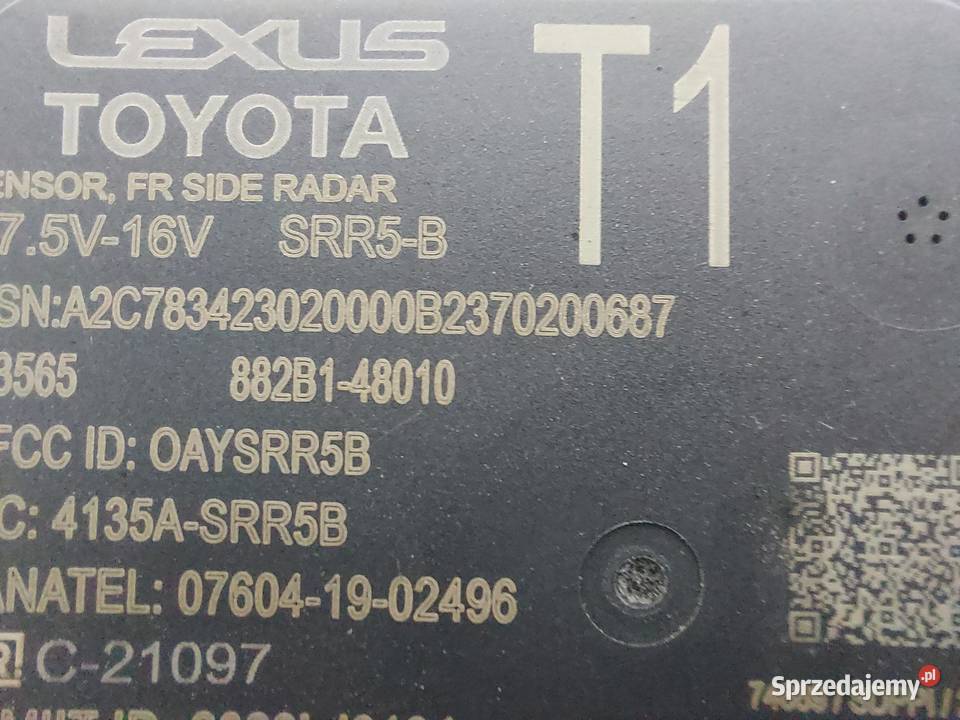 LEXUS
TOYOTA
T1
ENSOR, FR SIDE RADAR
7.5V-16V SRR5-B
SN:A2C783423020000B2370200687
3565 882B1-48010
FCC ID: OAYSRR5B
C: 4135A-SRR5B
ANATEL: 07604-19-02496
R! C-21097
Sprzedajemy.pl